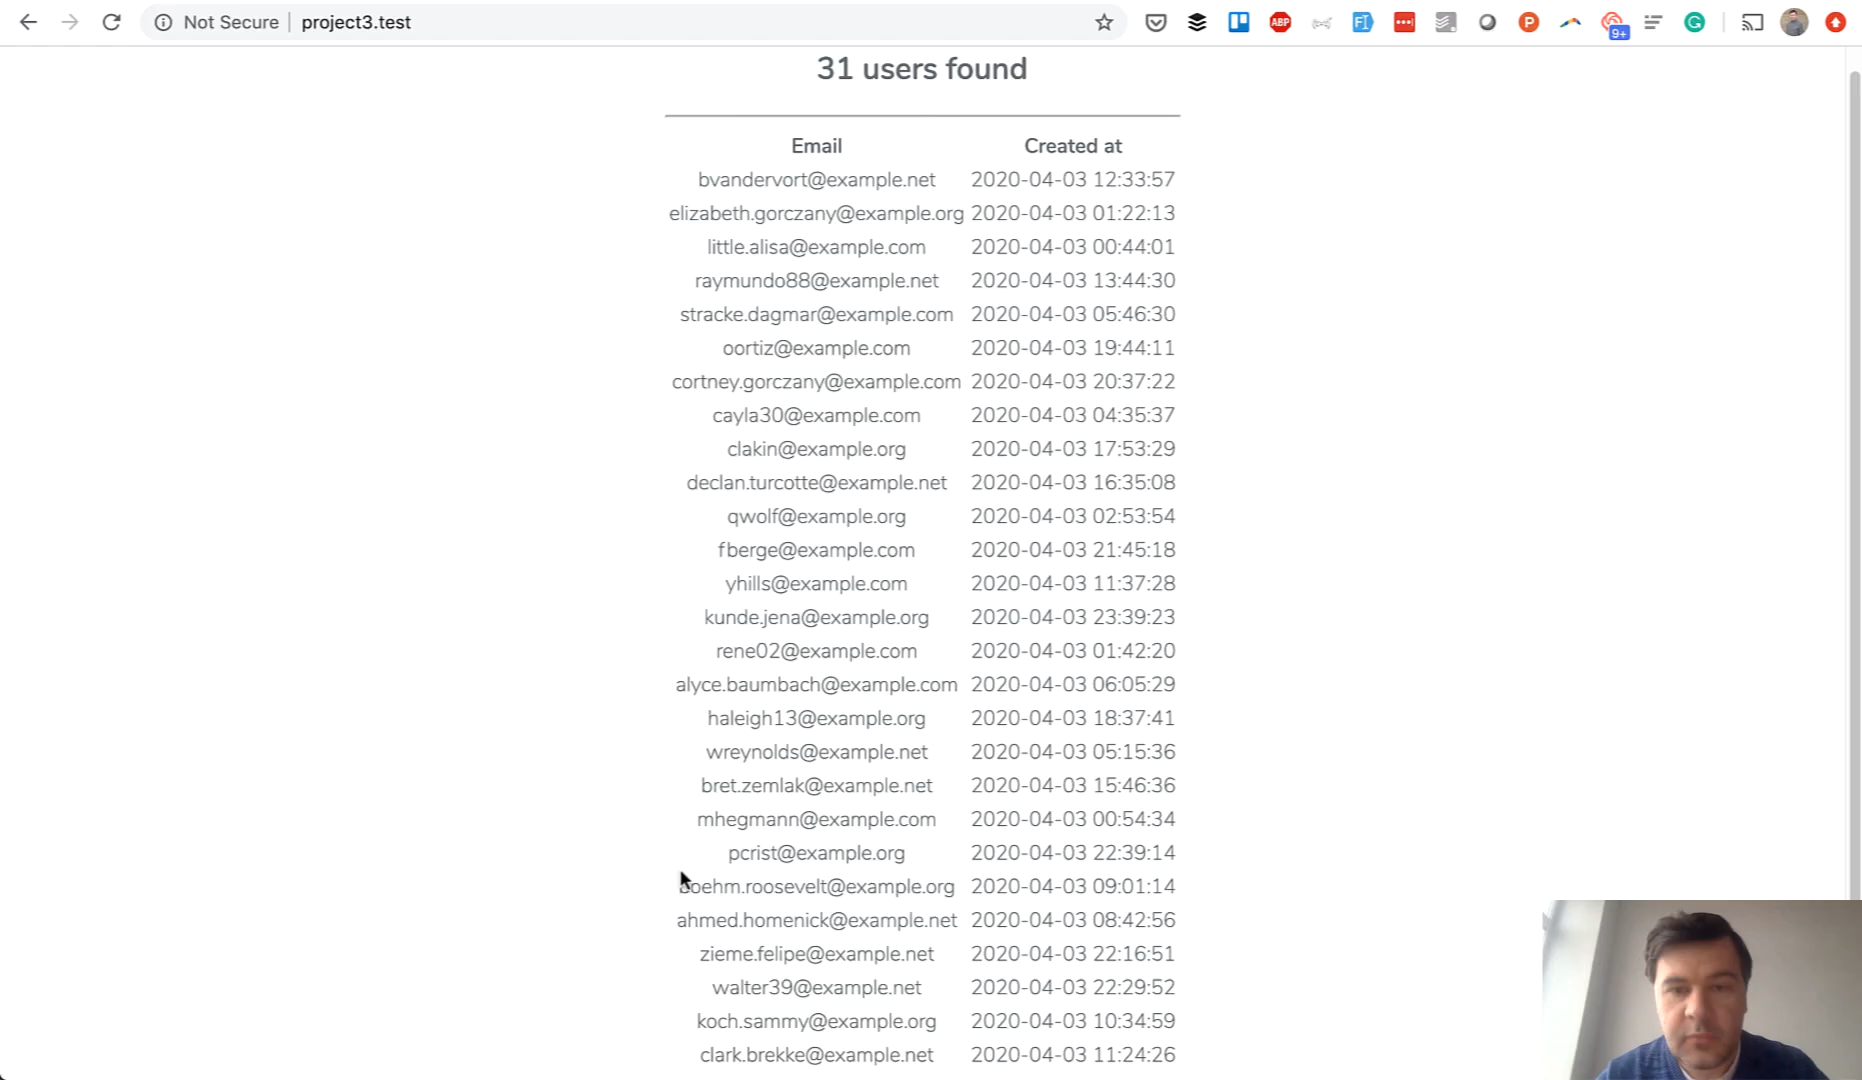 Not Secure | project3.test
ABP
FI
P
9+
G
31 users found
Email Created at
bvandervort@example.net 2020-04-03 12:33:57
elizabeth.gorczany@example.org 2020-04-03 01:22:13
little.alisa@example.com 2020-04-03 00:44:01
raymundo88@example.net 2020-04-03 13:44:30
stracke.dagmar@example.com 2020-04-03 05:46:30
oortiz@example.com 2020-04-03 19:44:11
cortney.gorczany@example.com 2020-04-03 20:37:22
cayla30@example.com 2020-04-03 04:35:37
clakin@example.org 2020-04-03 17:53:29
declan.turcotte@example.net 2020-04-03 16:35:08
qwolf@example.org 2020-04-03 02:53:54
fberge@example.com 2020-04-03 21:45:18
yhills@example.com 2020-04-03 11:37:28
kunde.jena@example.org 2020-04-03 23:39:23
rene02@example.com 2020-04-03 01:42:20
alyce.baumbach@example.com 2020-04-03 06:05:29
haleigh13@example.org 2020-04-03 18:37:41
wreynolds@example.net 2020-04-03 05:15:36
bret.zemlak@example.net 2020-04-03 15:46:36
mhegmann@example.com 2020-04-03 00:54:34
pcrist@example.org 2020-04-03 22:39:14
boehm.roosevelt@example.org 2020-04-03 09:01:14
ahmed.homenick@example.net 2020-04-03 08:42:56
zieme.felipe@example.net 2020-04-03 22:16:51
walter39@example.net 2020-04-03 22:29:52
koch.sammy@example.org 2020-04-03 10:34:59
clark.brekke@example.net 2020-04-03 11:24:26